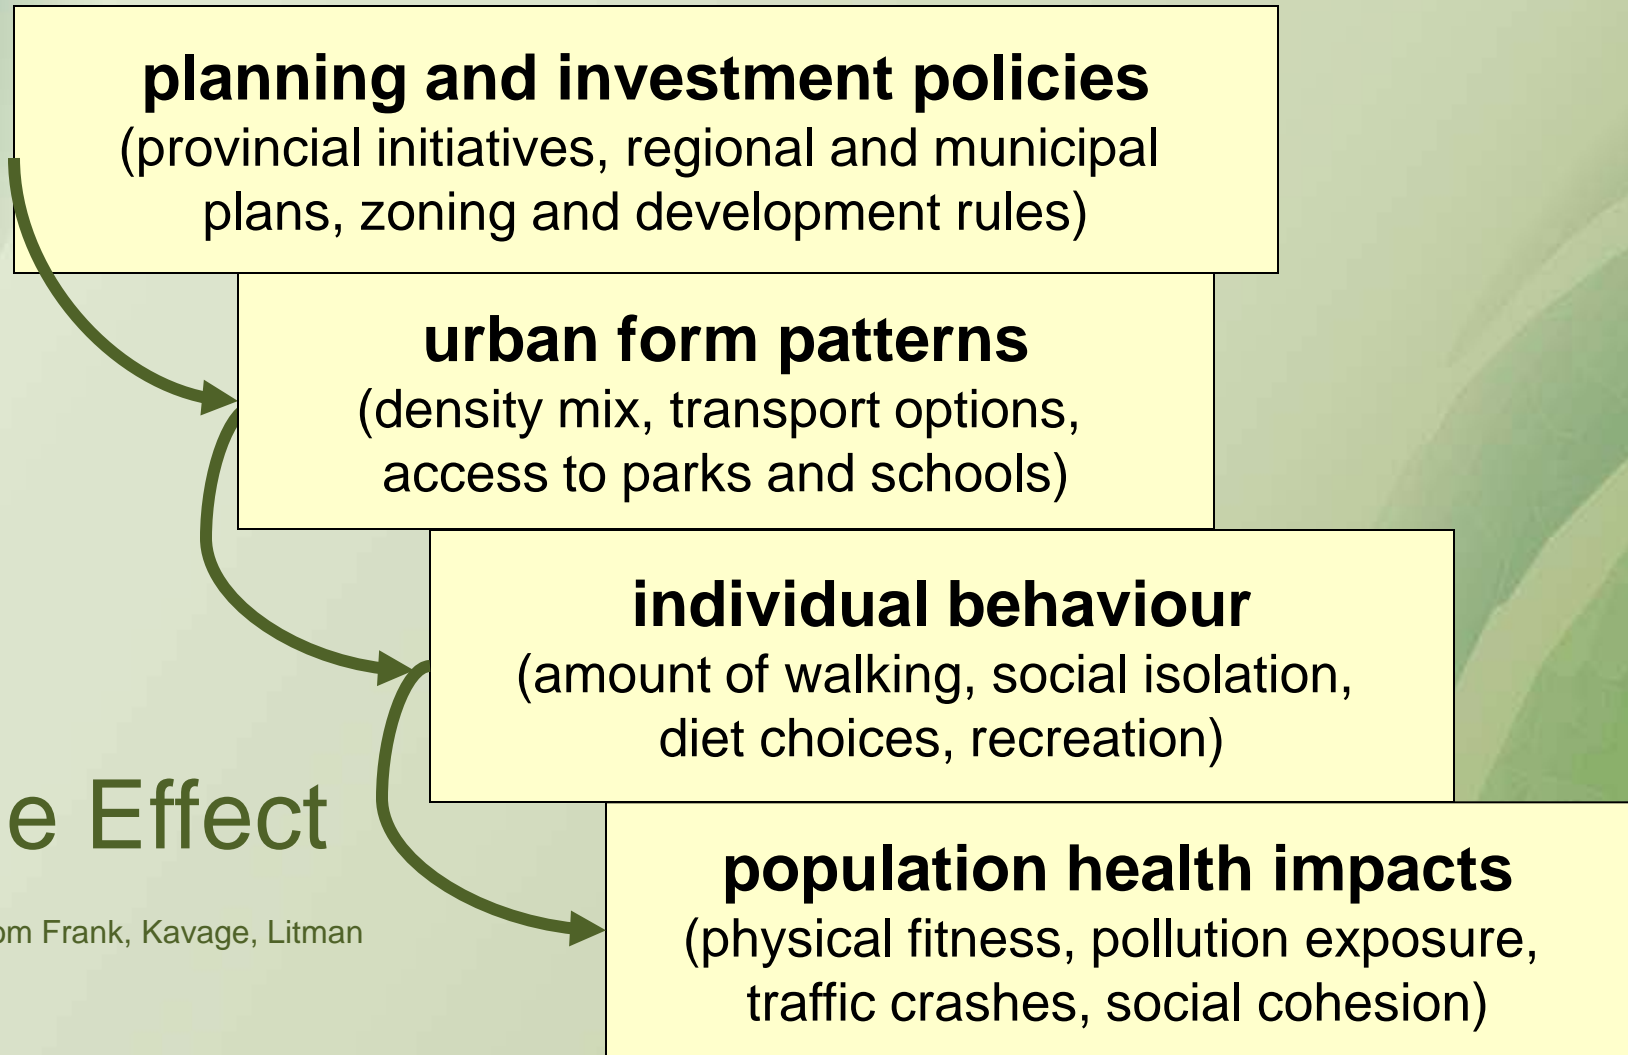 planning and investment policies
(provincial initiatives, regional and municipal
plans, zoning and development rules)
urban form patterns
(density mix, transport options,
access to parks and schools)
individual behaviour
(amount of walking, social isolation,
diet choices, recreation)
e Effect
om Frank, Kavage, Litman
population health impacts
(physical fitness, pollution exposure,
traffic crashes, social cohesion)